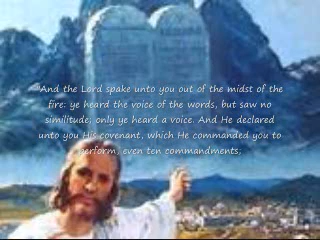 "And the Lord spake unto you out of the midst of the
fire: ye heard the voice of the words, but saw no
similitude; only ye heard a voice. And He declared
unto you His covenant, which He commanded you to
perform, even ten commandments;